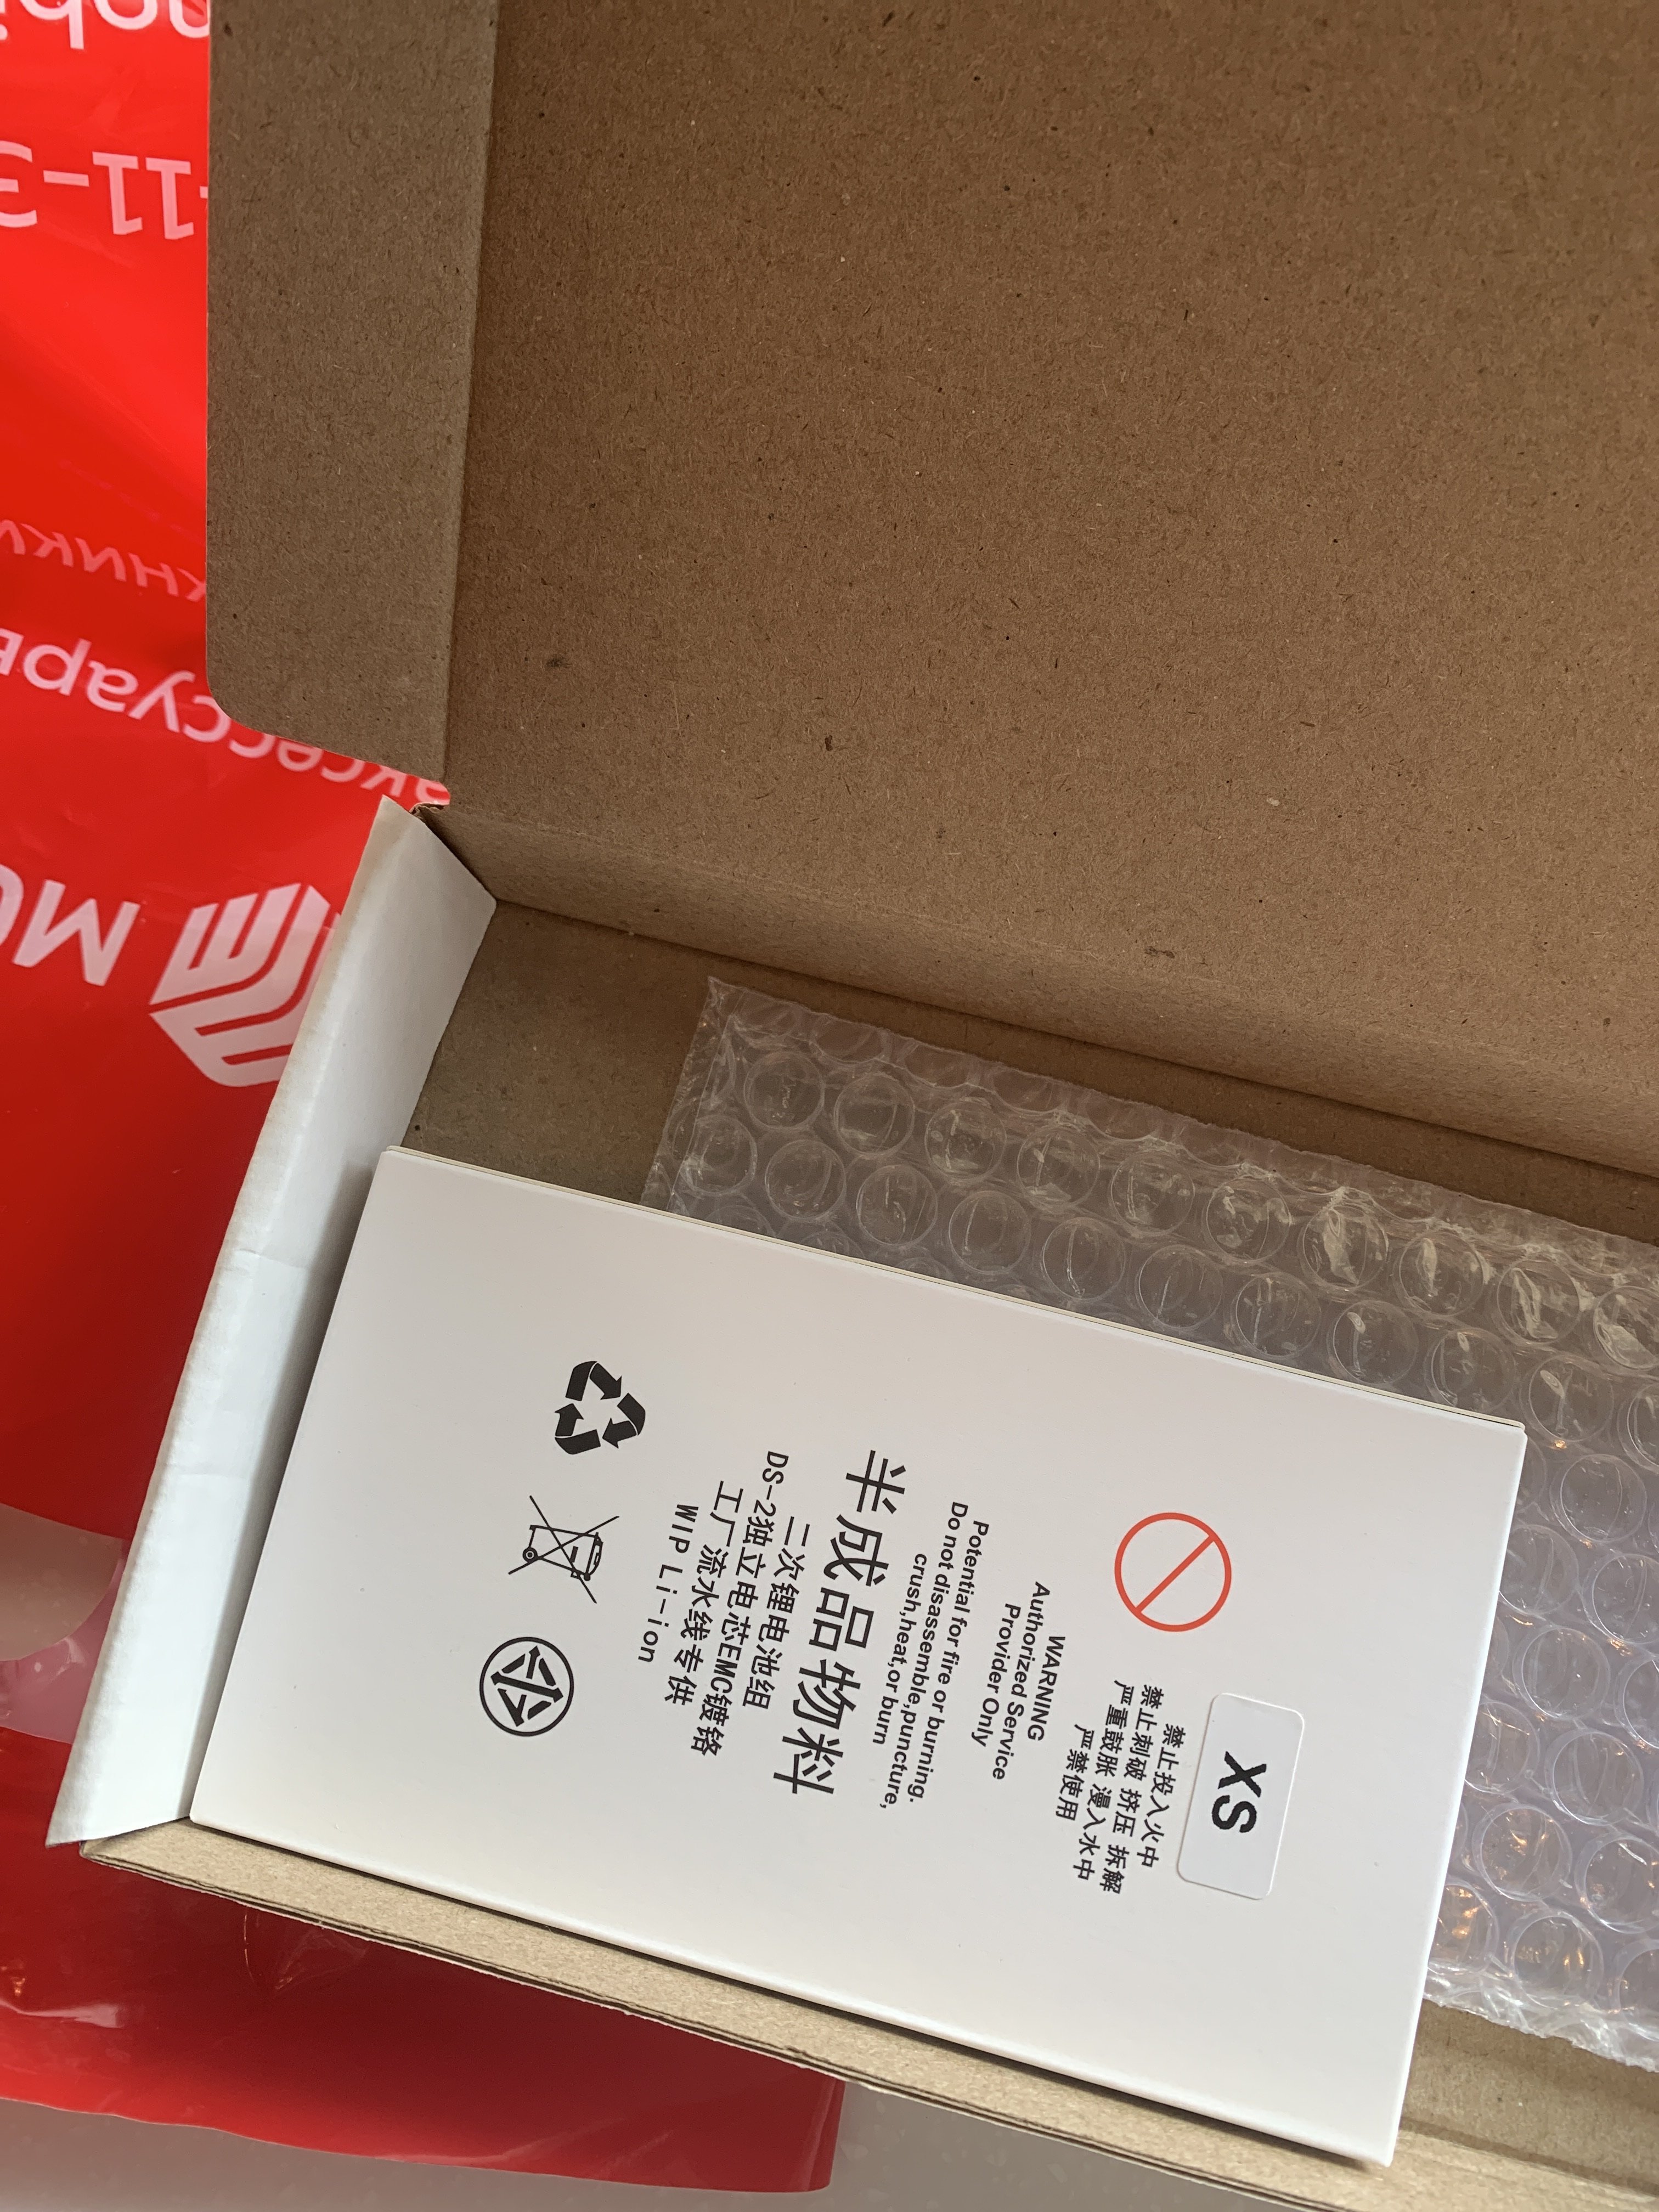 XS
禁止投入火中
禁止刺破 挤压 拆解
严重鼓胀 漫入水中
严禁使用
WARNING
Authorized Service
Provider Only
Potential for fire or burning.
Do not disassemble,puncture,
crush,heat,or burn
半成品物料
二次锂电池组
DS-2独立电芯EMC镀铬
工厂流水线专供
WIP Li-ion
-11-3